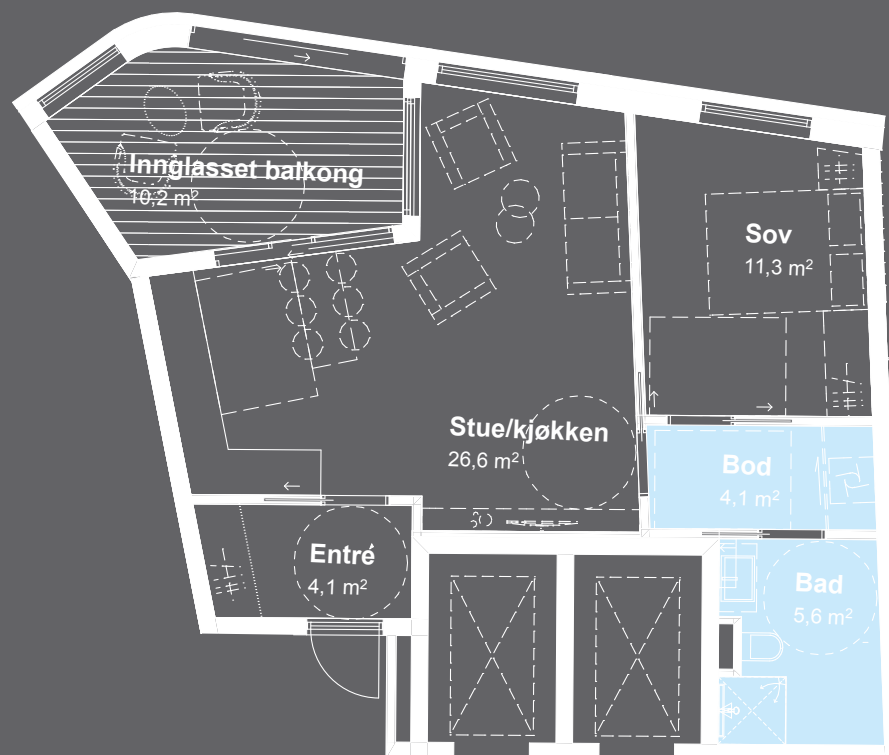 Innglasset balkong
10,2 m²
Sov
11,3 m²
Stue/kjøkken
26,6 m²
Bod
4,1 m²
Entré
4,1 m²
Bad
5,6 m²